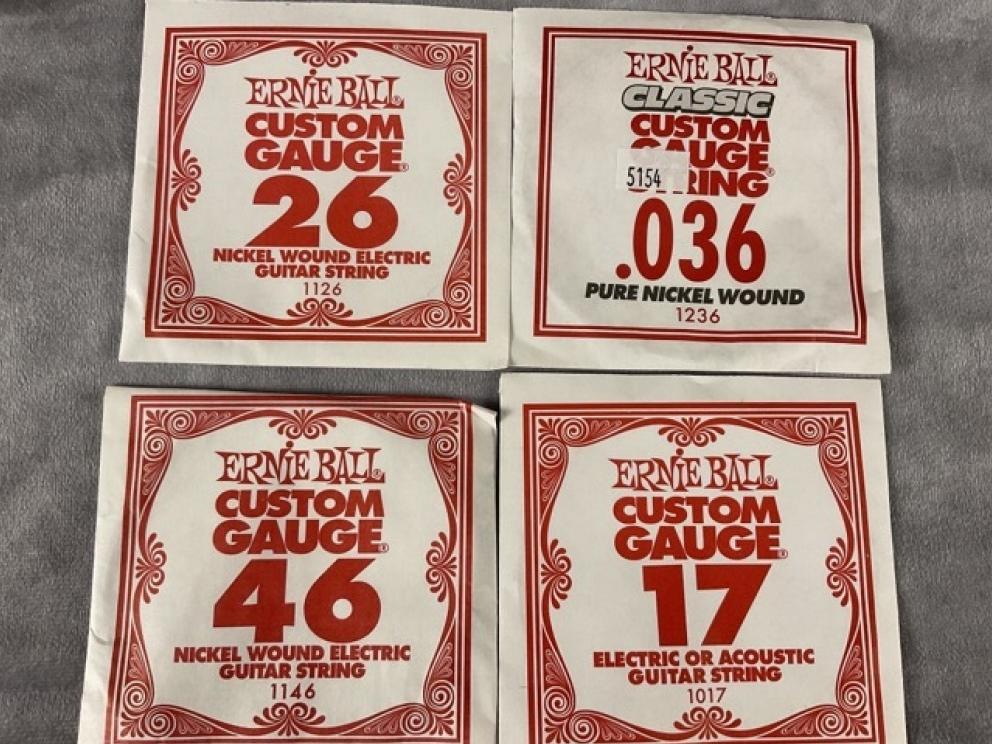 ERNIE BALL®
CUSTOM
GAUGE®
26
NICKEL WOUND ELECTRIC
GUITAR STRING
1126
ERNIE BALL®
CLASSIC
CUSTOM
GAUGE®
5154
.036
PURE NICKEL WOUND
1236
ERNIE BALL®
CUSTOM
GAUGE®
46
NICKEL WOUND ELECTRIC
GUITAR STRING
1146
ERNIE BALL®
CUSTOM
GAUGE®
17
ELECTRIC OR ACOUSTIC
GUITAR STRING
1017